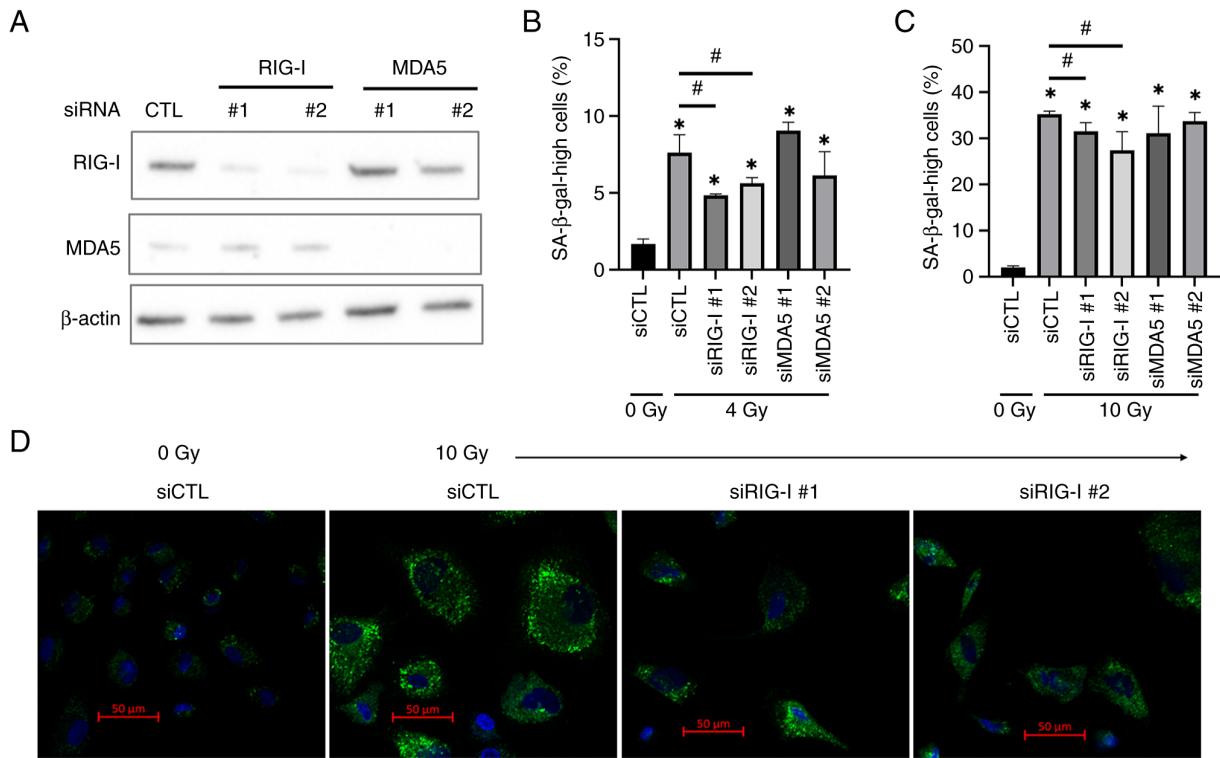 A
RIG-I MDA5
siRNA CTL #1 #2 #1 #2
RIG-I
MDA5
β-actin
B
SA-β-gal-high cells (%)
15
10
5
0
#
#
* * * * *
siCTL siCTL siRIG-I #1 siRIG-I #2 siMDA5 #1 siMDA5 #2
0 Gy 4 Gy
C
SA-β-gal-high cells (%)
50
40
30
20
10
0
#
#
* * * * *
siCTL siCTL siRIG-I #1 siRIG-I #2 siMDA5 #1 siMDA5 #2
0 Gy 10 Gy
D
0 Gy 10 Gy
siCTL siCTL siRIG-I #1 siRIG-I #2
50 μm 50 μm 50 μm 50 μm